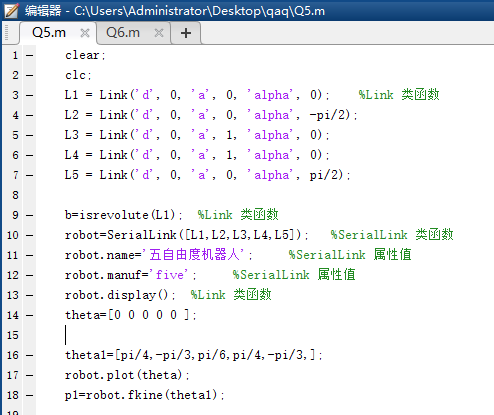 编辑器 - C:\Users\Administrator\Desktop\qaq\Q5.m
Q5.m × Q6.m × +
1 — clear;
2 — clc;
3 — L1 = Link('d', 0, 'a', 0, 'alpha', 0); %Link 类函数
4 — L2 = Link('d', 0, 'a', 0, 'alpha', -pi/2);
5 — L3 = Link('d', 0, 'a', 1, 'alpha', 0);
6 — L4 = Link('d', 0, 'a', 1, 'alpha', 0);
7 — L5 = Link('d', 0, 'a', 0, 'alpha', pi/2);
8
9 — b=isrevolute(L1); %Link 类函数
10 — robot=SerialLink([L1,L2,L3,L4,L5]); %SerialLink 类函数
11 — robot.name='五自由度机器人'; %SerialLink 属性值
12 — robot.manuf='five'; %SerialLink 属性值
13 — robot.display(); %Link 类函数
14 — theta=[0 0 0 0 0 ];
15
16 — theta1=[pi/4,-pi/3,pi/6,pi/4,-pi/3,];
17 — robot.plot(theta);
18 — p1=robot.fkine(theta1);